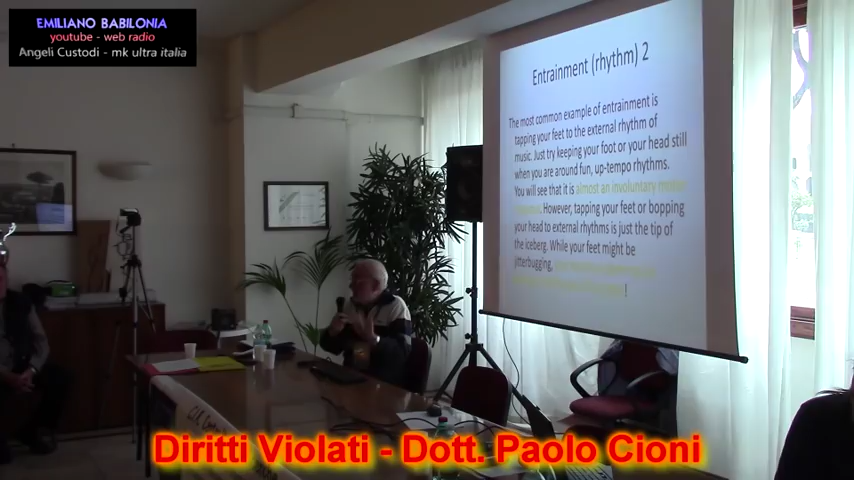 EMILIANO BABILONIA
youtube - web radio
Angeli Custodi - mk ultra italia
Entrainment (rhythm) 2
The most common example of entrainment is
tapping your feet to the external rhythm of
music. Just try keeping your foot or your head still
when you are around fun, up-tempo rhythms.
You will see that it is almost an involuntary motor
However, tapping your feet or bopping
your head to external rhythms is just the tip of
the iceberg. While your feet might be
jitterbugging,
Diritti Violati - Dott. Paolo Cioni